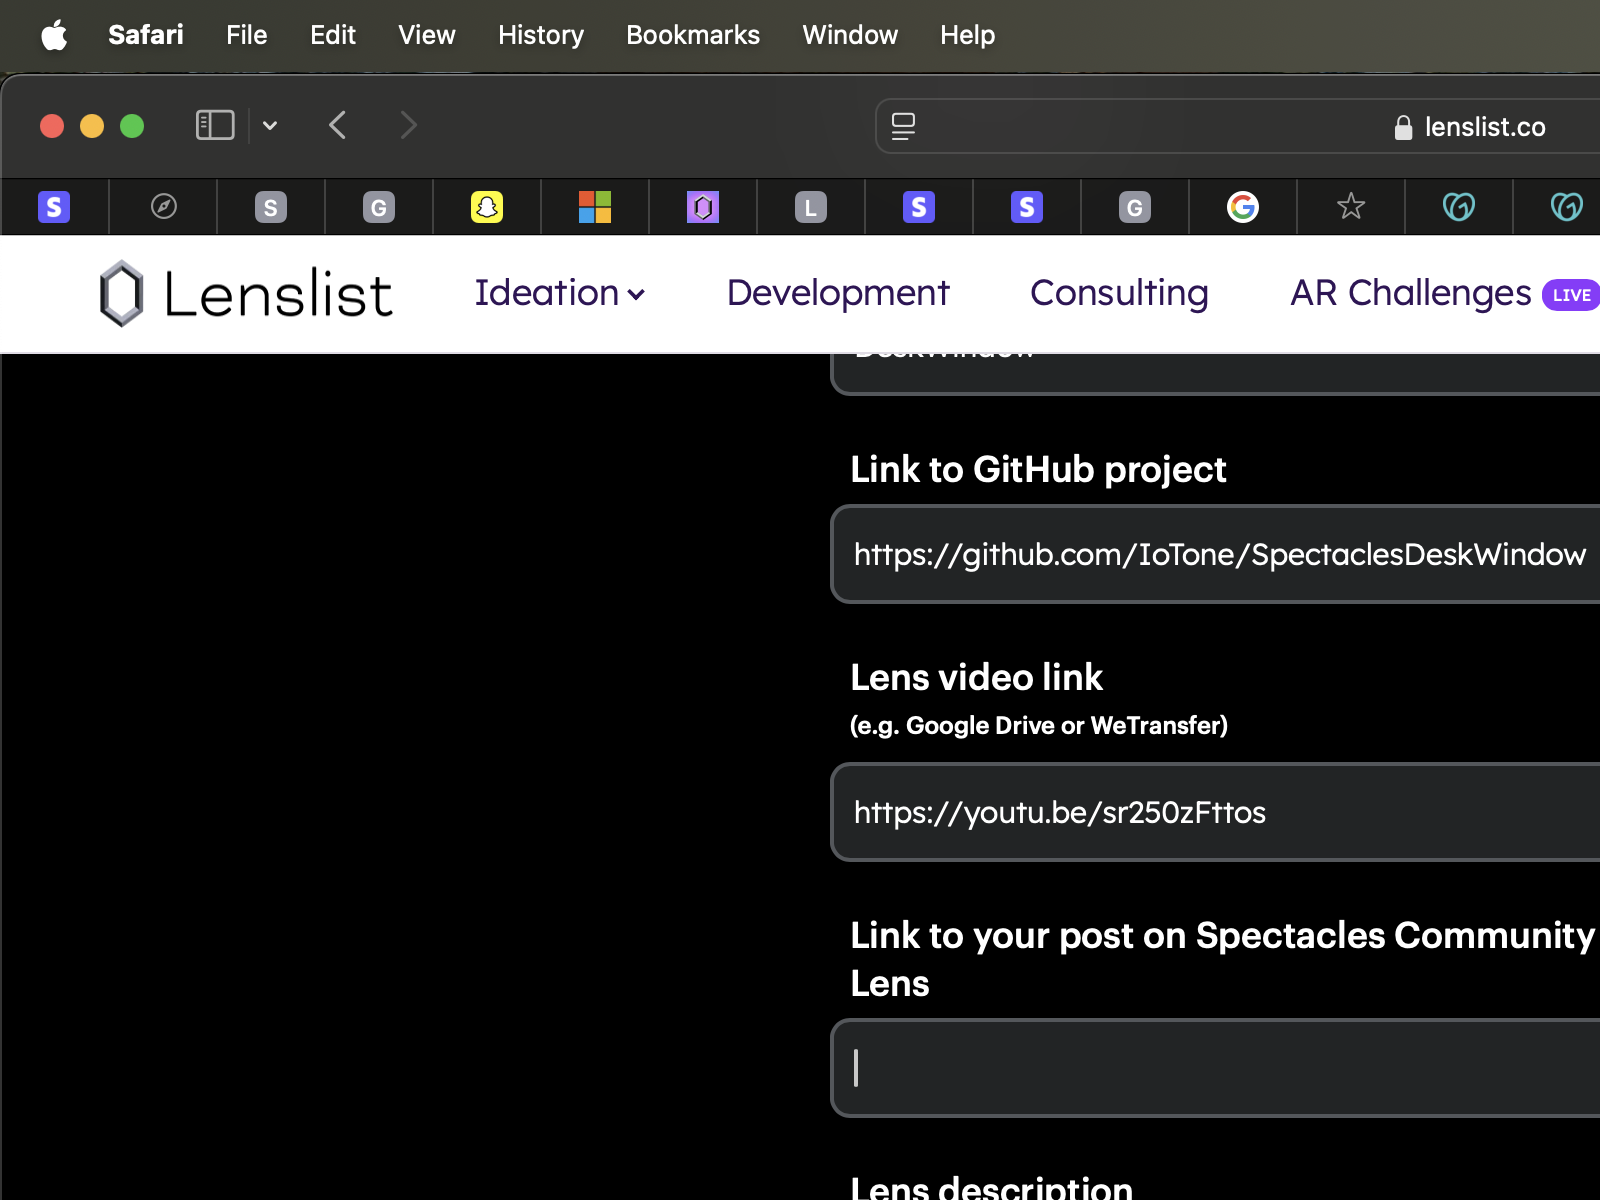 Safari File Edit View History Bookmarks Window Help
lenslist.co
S S G L S S G G
Lenslist Ideation Development Consulting AR Challenges LIVE
DeskWindow
Link to GitHub project
https://github.com/IoTone/SpectaclesDeskWindow
Lens video link
(e.g. Google Drive or WeTransfer)
https://youtu.be/sr250zFttos
Link to your post on Spectacles Community
Lens
Lens description